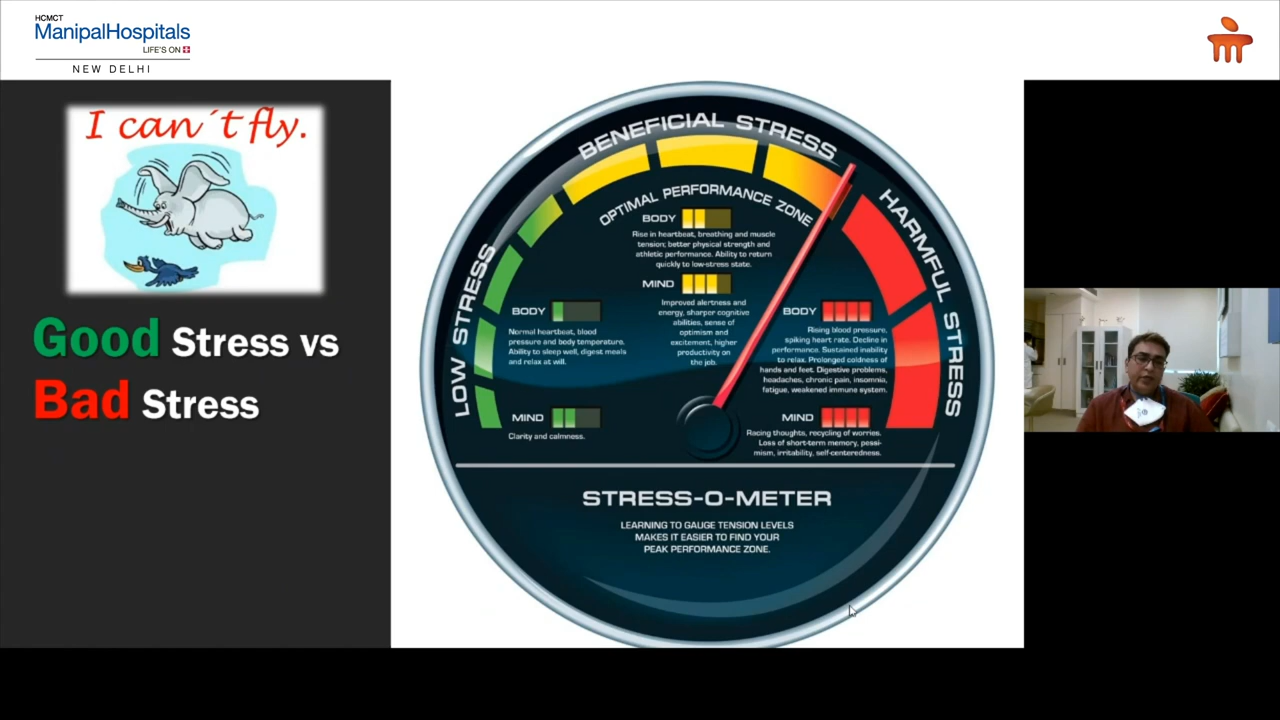 HCMCT
ManipalHospitals
LIFE'S ON
NEW DELHI
I can´t fly.
Good Stress vs
Bad Stress
BENEFICIAL STRESS
OPTIMAL PERFORMANCE ZONE
BODY
Rise in heartbeat, breathing and muscle
tension; better physical strength and
athletic performance. Ability to return
quickly to low-stress state.
MIND
Improved alertness and
energy, sharper cognitive
abilities, sense of
optimism and
excitement, higher
productivity on
the job.
LOW STRESS
BODY
Normal heartbeat, blood
pressure and body temperature.
Ability to sleep well, digest meals
and relax at will.
MIND
Clarity and calmness.
HARMFUL STRESS
BODY
Rising blood pressure,
spiking heart rate. Decline in
performance. Sustained inability
to relax. Prolonged coldness of
hands and feet. Digestive problems,
headaches, chronic pain, insomnia,
fatigue, weakened immune system.
MIND
Racing thoughts, recycling of worries.
Loss of short-term memory, pessi-
mism, irritability, self-centeredness.
STRESS-O-METER
LEARNING TO GAUGE TENSION LEVELS
MAKES IT EASIER TO FIND YOUR
PEAK PERFORMANCE ZONE.